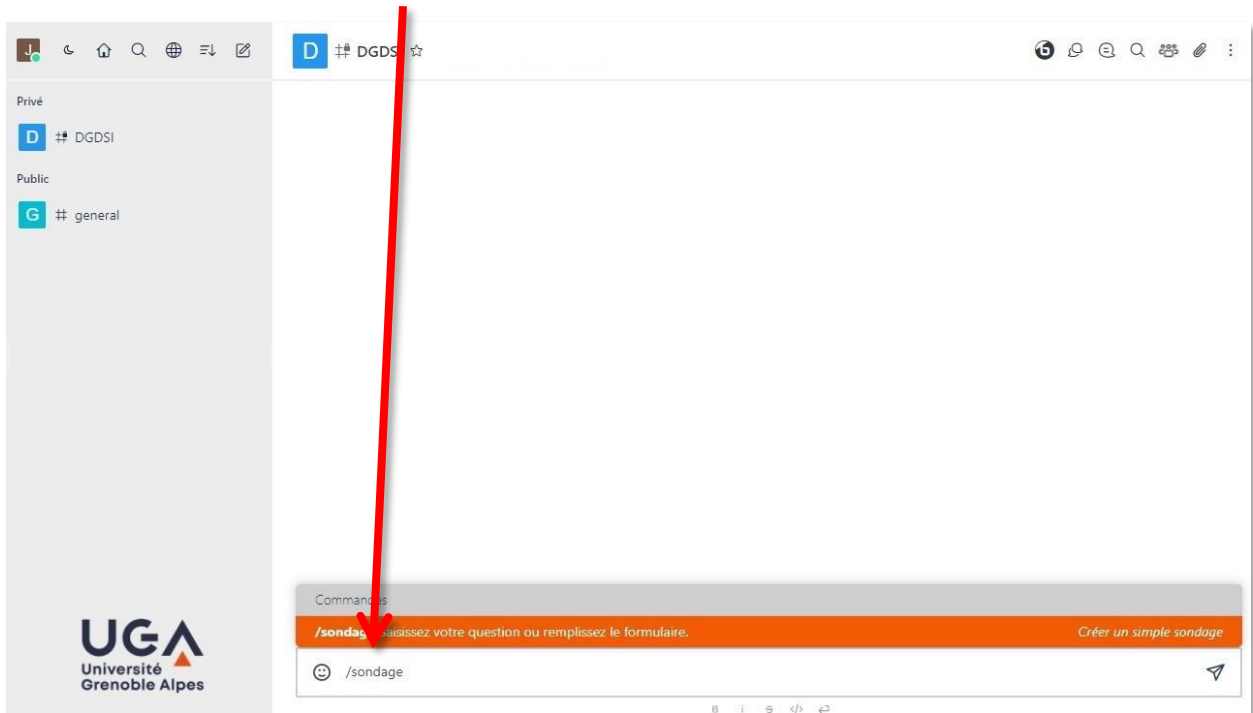 J
D DGDS
Privé
D DGDSI
Public
G # general
Commandes
/sondage Saisissez votre question ou remplissez le formulaire. Créer un simple sondage
/sondage
B i S </>
UGA
Université
Grenoble Alpes